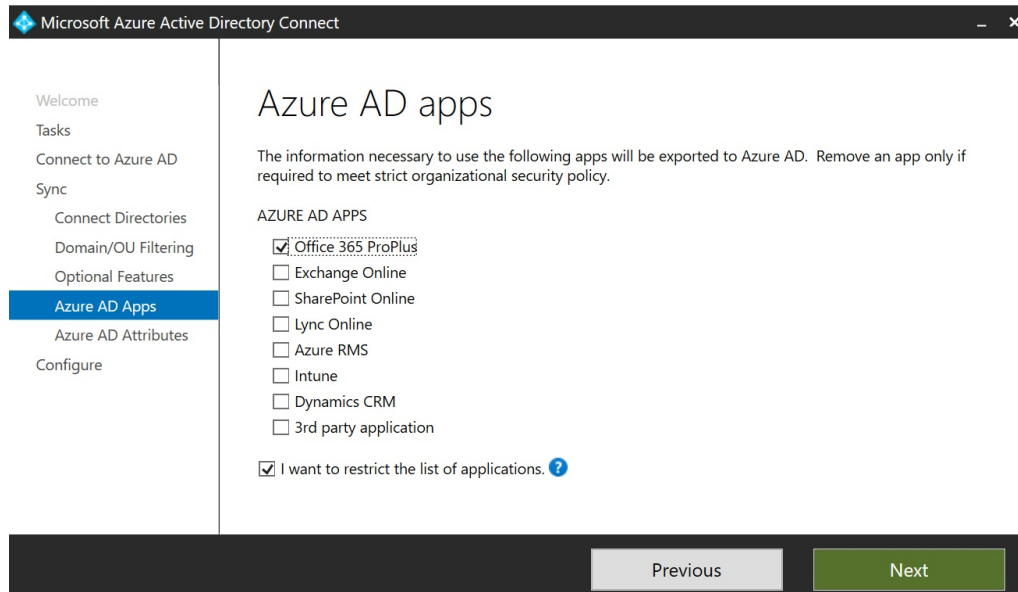 Microsoft Azure Active Directory Connect
Welcome
Tasks
Connect to Azure AD
Sync
Connect Directories
Domain/OU Filtering
Optional Features
Azure AD Apps
Azure AD Attributes
Configure
Azure AD apps
The information necessary to use the following apps will be exported to Azure AD. Remove an app only if
required to meet strict organizational security policy.
AZURE AD APPS
Office 365 ProPlus
Exchange Online
SharePoint Online
Lync Online
Azure RMS
Intune
Dynamics CRM
3rd party application
I want to restrict the list of applications. ?
Previous
Next